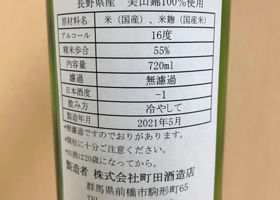 長野県産 美山錦100%使用
原材料名 米(国産)、米麹(国産米)
アルコール 16度
精米歩合 55%
内容量 720ml
濾過 無濾過
日本酒度 -1
飲み方 冷やして
製造年月 2021年5月
*無濾過ですのでおりがあります。
*開栓に十分ご注意ください。
*お酒は20歳になってから。
製造者 株式会社町田酒造店
群馬県前橋市駒形町65